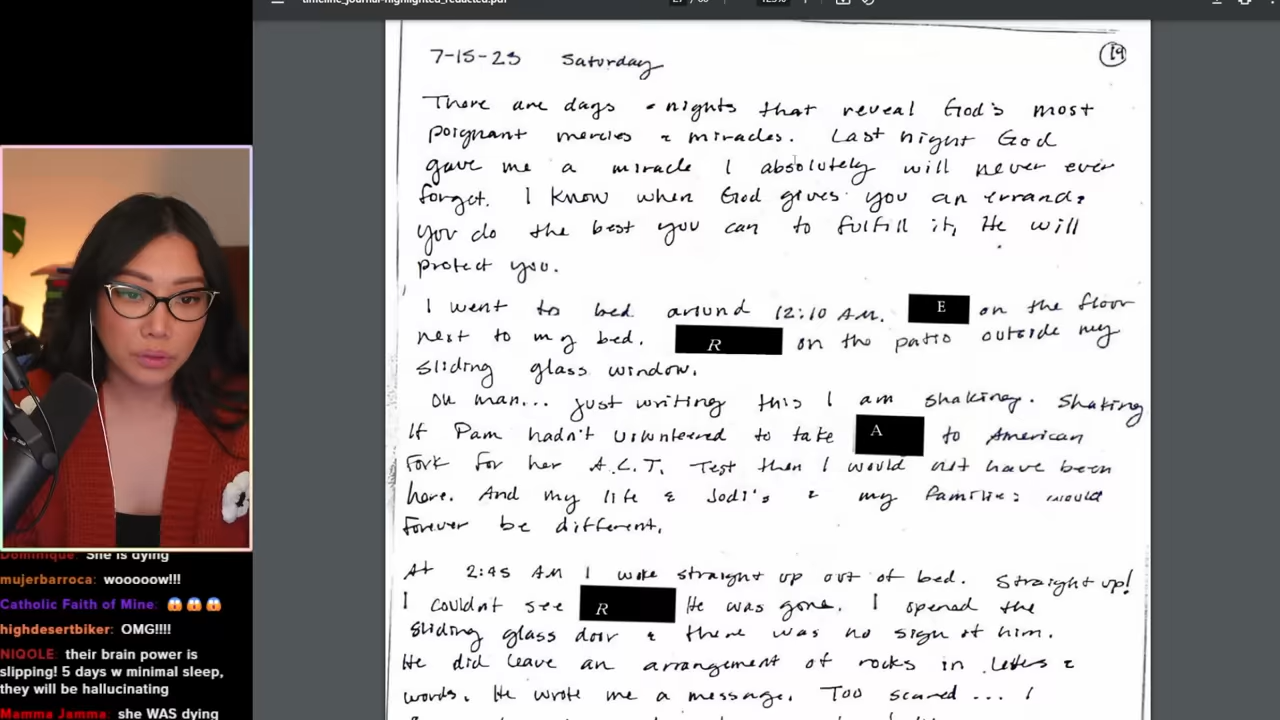 timeline_journal-highlighted_redacted.pdf
7-15-23 Saturday
19
There are days & nights that reveal God's most
poignant mercies & miracles. Last night God
gave me a miracle I absolutely will never ever
forget. I know when God gives you an errand &
you do the best you can to fulfill it, He will
protect you.
I went to bed around 12:10 AM. E on the floor
next to my bed. R on the patio outside my
sliding glass window.
Oh man... just writing this I am shaking. Shaking
If Pam hadn't volunteered to take A to American
Fork for her A.C.T. Test then I would not have been
here. And my life & Jodi's & my families would
forever be different.
At 2:45 AM I woke straight up out of bed. Straight up!
I couldn't see R He was gone. I opened the
sliding glass door & there was no sign of him.
He did leave an arrangement of rocks in letters &
words. He wrote me a message. Too scared... I
Dominique: She is dying
mujerbarroca: wooooow!!!
Catholic Faith of Mine: 😱😱😱
highdesertbiker: OMG!!!!
NIQOLE: their brain power is
slipping! 5 days w minimal sleep,
they will be hallucinating
Mamma Jamma: she WAS dying